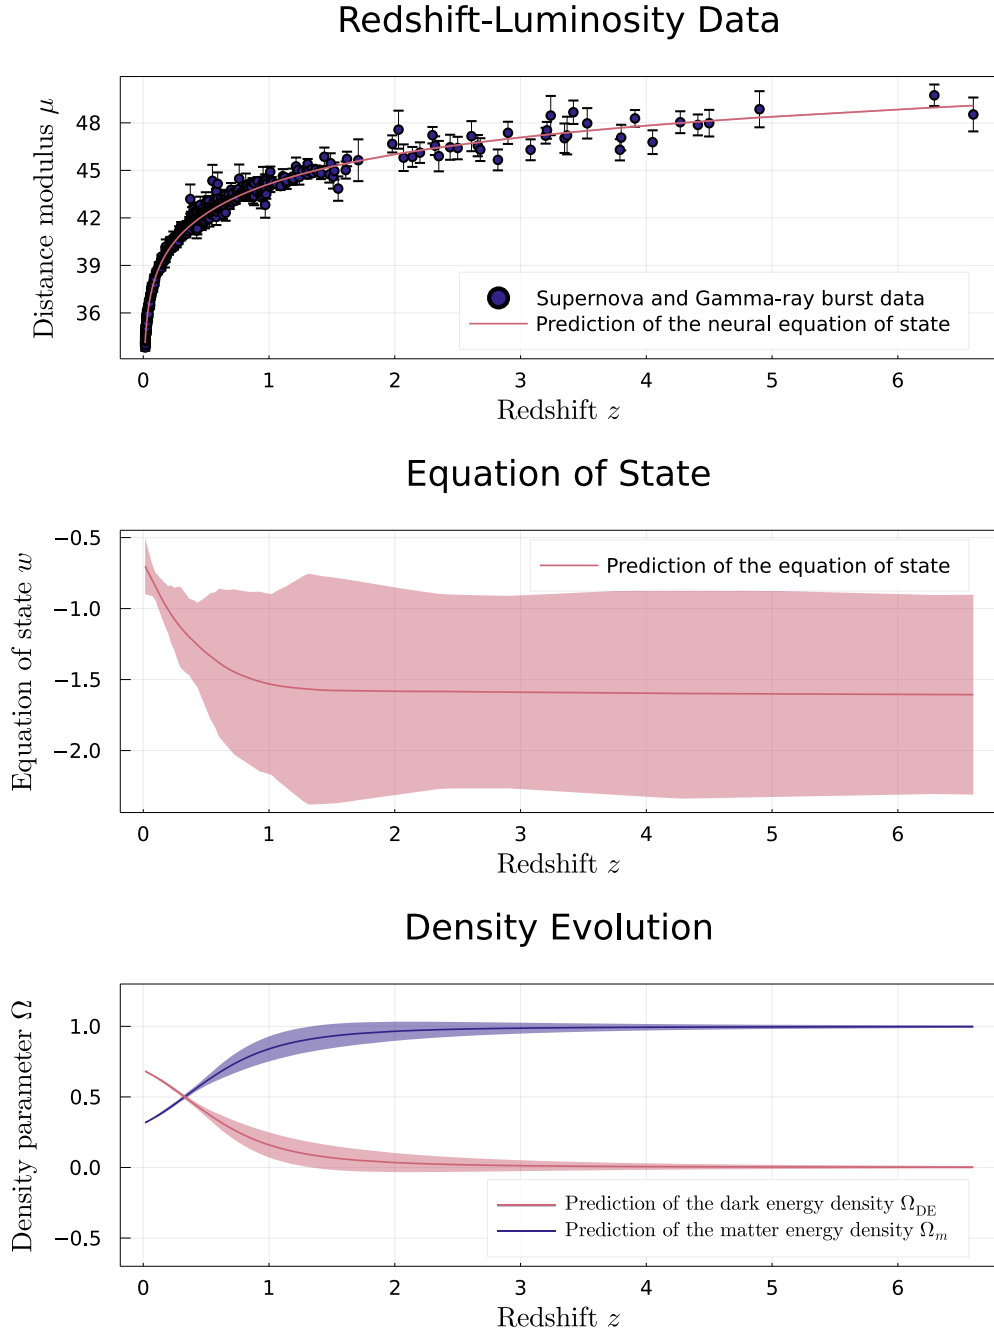 Redshift-Luminosity Data
Distance modulus μ
48
45
42
39
36
Supernova and Gamma-ray burst data
Prediction of the neural equation of state
0 1 2 3 4 5 6
Redshift z
Equation of State
Equation of state w
−0.5
−1.0
−1.5
−2.0
Prediction of the equation of state
0 1 2 3 4 5 6
Redshift z
Density Evolution
Density parameter Ω
1.0
0.5
0.0
−0.5
Prediction of the dark energy density Ω_DE
Prediction of the matter energy density Ω_m
0 1 2 3 4 5 6
Redshift z